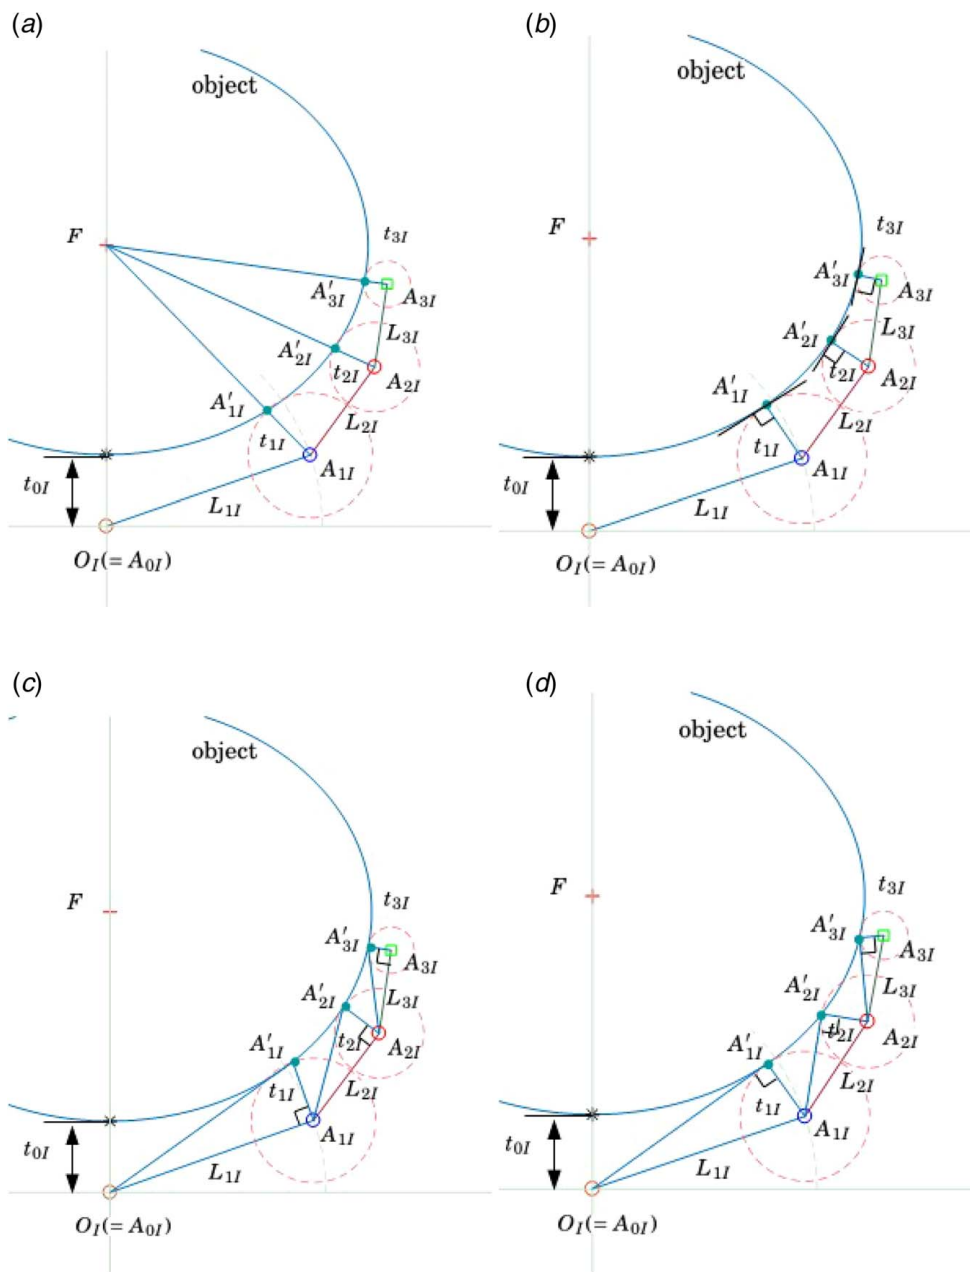 (a)
object
F
t3I
A′3I
A3I
L3I
A′2I
t2I
A2I
A′1I
L2I
t1I
A1I
t0I
L1I
OI(= A0I)
(b)
object
F
t3I
A′3I
A3I
L3I
A′2I
t2I
A2I
A′1I
L2I
t1I
A1I
t0I
L1I
OI(= A0I)
(c)
object
F
t3I
A′3I
A3I
A′2I
L3I
t2I
A2I
A′1I
L2I
t1I
A1I
t0I
L1I
OI(= A0I)
(d)
object
F
t3I
A′3I
A3I
L3I
A′2I
t2I
A2I
A′1I
L2I
t1I
A1I
t0I
L1I
OI(= A0I)